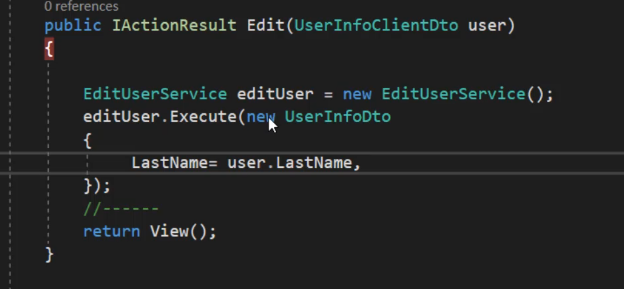 0 references
public IActionResult Edit(UserInfoClientDto user)
{
EditUserService editUser = new EditUserService();
editUser.Execute(new UserInfoDto
{
LastName= user.LastName,
});
//------
return View();
}